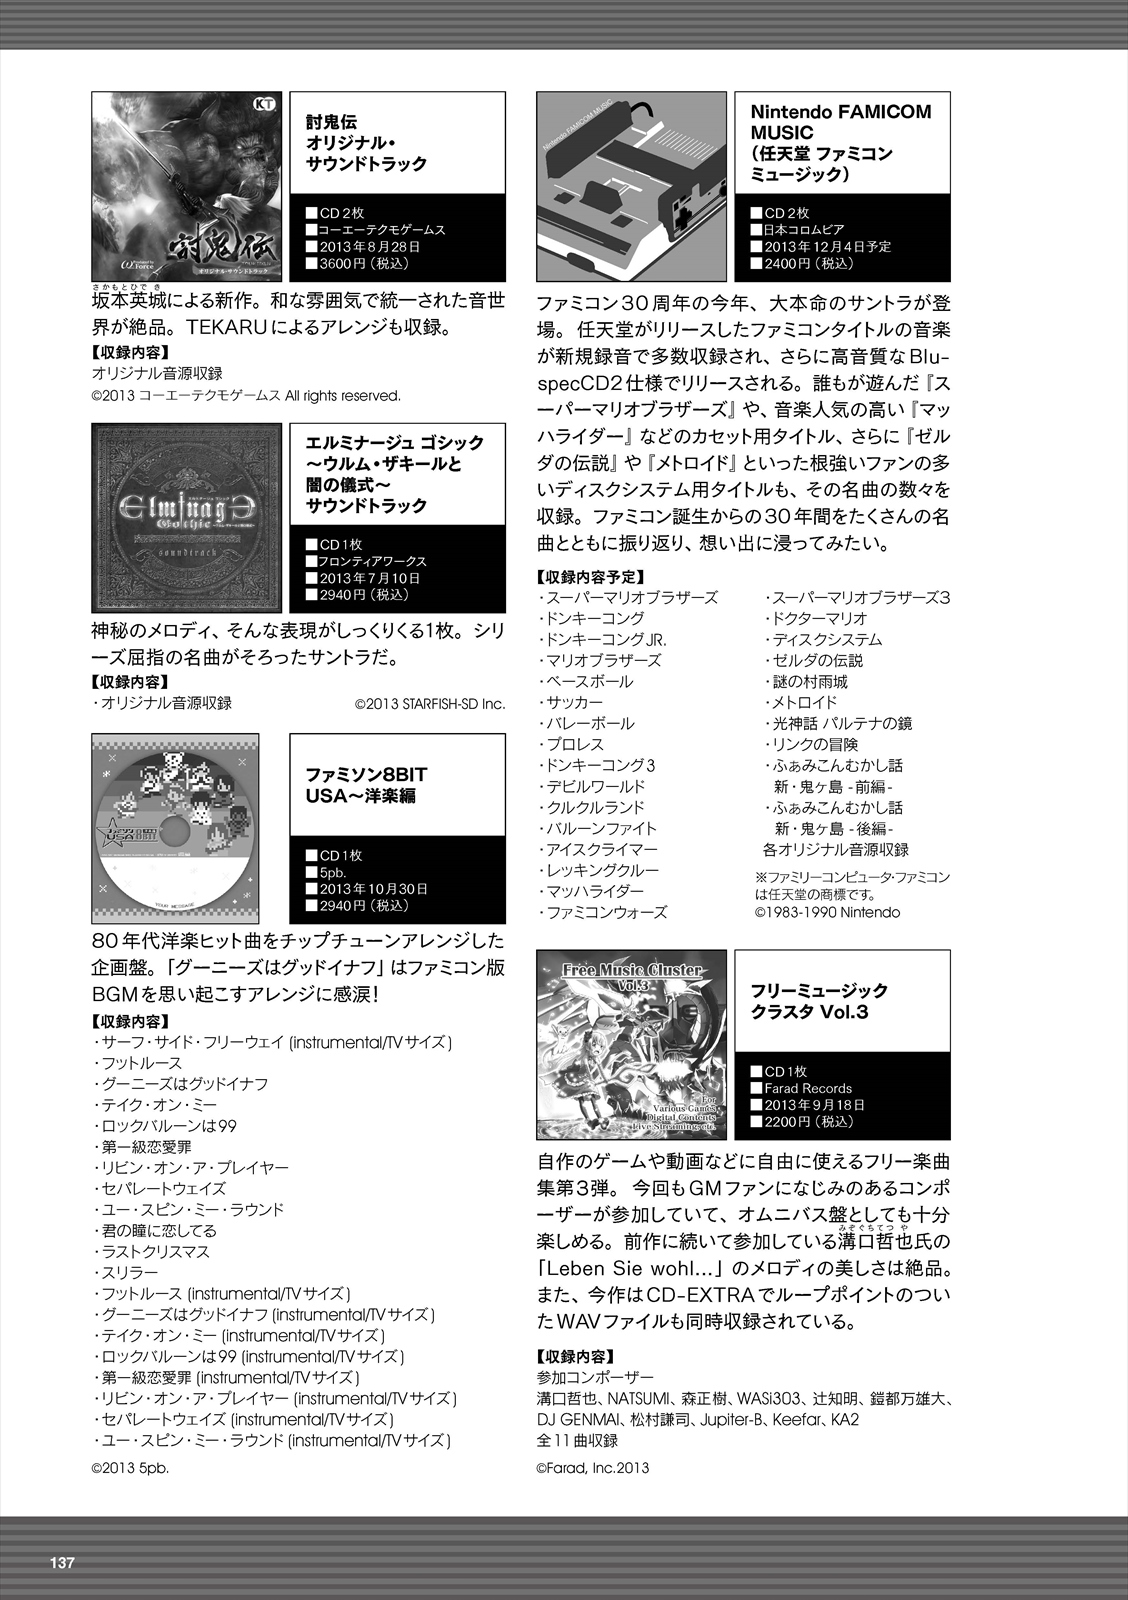 KT
討鬼伝
オリジナル・サウンドトラック
Produced by
ω-Force
討鬼伝
オリジナル・
サウンドトラック
■CD 2枚
■コーエーテクモゲームス
■2013年8月28日
■3600円（税込）
さかもとひで き
坂本英城による新作。和な雰囲気で統一された音世
界が絶品。TEKARUによるアレンジも収録。
【収録内容】
オリジナル音源収録
©2013 コーエーテクモゲームス All rights reserved.
Elminage
Gothic
soundtrack
エルミナージュ ゴシック
〜ウルム・ザキールと
闇の儀式〜
サウンドトラック
■CD 1枚
■フロンティアワークス
■2013年7月10日
■2940円（税込）
神秘のメロディ、そんな表現がしっくりくる1枚。シリ
ーズ屈指の名曲がそろったサントラだ。
【収録内容】
・オリジナル音源収録
©2013 STARFISH-SD Inc.
USA 8BIT
YOUR MESSAGE
ファミソン8BIT
USA〜洋楽編
■CD 1枚
■5pb.
■2013年10月30日
■2940円（税込）
80年代洋楽ヒット曲をチップチューンアレンジした
企画盤。「グーニーズはグッドイナフ」はファミコン版
BGMを思い起こすアレンジに感涙！
【収録内容】
・サーフ・サイド・フリーウェイ (instrumental/TVサイズ)
・フットルース
・グーニーズはグッドイナフ
・テイク・オン・ミー
・ロックバルーンは99
・第一級恋愛罪
・リビン・オン・ア・プレイヤー
・セパレートウェイズ
・ユー・スピン・ミー・ラウンド
・君の瞳に恋してる
・ラストクリスマス
・スリラー
・フットルース (instrumental/TVサイズ)
・グーニーズはグッドイナフ (instrumental/TVサイズ)
・テイク・オン・ミー (instrumental/TVサイズ)
・ロックバルーンは99 (instrumental/TVサイズ)
・第一級恋愛罪 (instrumental/TVサイズ)
・リビン・オン・ア・プレイヤー (instrumental/TVサイズ)
・セパレートウェイズ (instrumental/TVサイズ)
・ユー・スピン・ミー・ラウンド (instrumental/TVサイズ)
©2013 5pb.
Nintendo FAMICOM MUSIC
Nintendo FAMICOM
MUSIC
（任天堂 ファミコン
ミュージック）
■CD 2枚
■日本コロムビア
■2013年12月4日予定
■2400円（税込）
ファミコン30周年の今年、大本命のサントラが登
場。任天堂がリリースしたファミコンタイトルの音楽
が新規録音で多数収録され、さらに高音質なBlu-
specCD2仕様でリリースされる。誰もが遊んだ『ス
ーパーマリオブラザーズ』や、音楽人気の高い『マッ
ハライダー』などのカセット用タイトル、さらに『ゼル
ダの伝説』や『メトロイド』といった根強いファンの多
いディスクシステム用タイトルも、その名曲の数々を
収録。ファミコン誕生からの30年間をたくさんの名
曲とともに振り返り、想い出に浸ってみたい。
【収録内容予定】
・スーパーマリオブラザーズ
・ドンキーコング
・ドンキーコングJR.
・マリオブラザーズ
・ベースボール
・サッカー
・バレーボール
・プロレス
・ドンキーコング3
・デビルワールド
・クルクルランド
・バルーンファイト
・アイスクライマー
・レッキングクルー
・マッハライダー
・ファミコンウォーズ
・スーパーマリオブラザーズ3
・ドクターマリオ
・ディスクシステム
・ゼルダの伝説
・謎の村雨城
・メトロイド
・光神話 パルテナの鏡
・リンクの冒険
・ふぁみこんむかし話
新・鬼ヶ島 -前編-
・ふぁみこんむかし話
新・鬼ヶ島 -後編-
各オリジナル音源収録
※ファミリーコンピュータ・ファミコン
は任天堂の商標です。
©1983-1990 Nintendo
Free Music Cluster
Vol.3
For
Various Games
Digital Contents
Live Streaming, etc.
フリーミュージック
クラスタ Vol.3
■CD 1枚
■Farad Records
■2013年9月18日
■2200円（税込）
自作のゲームや動画などに自由に使えるフリー楽曲
集第3弾。今回もGMファンになじみのあるコンポ
ーザーが参加していて、オムニバス盤としても十分
みぞぐちてつ や
楽しめる。前作に続いて参加している溝口哲也氏の
「Leben Sie wohl...」のメロディの美しさは絶品。
また、今作はCD-EXTRAでループポイントのつい
たWAVファイルも同時収録されている。
【収録内容】
参加コンポーザー
溝口哲也、NATSUMI、森正樹、WASi303、辻知明、鎧都万雄大、
DJ GENMAI、松村謙司、Jupiter-B、Keefar、KA2
全11曲収録
©Farad, Inc.2013
137